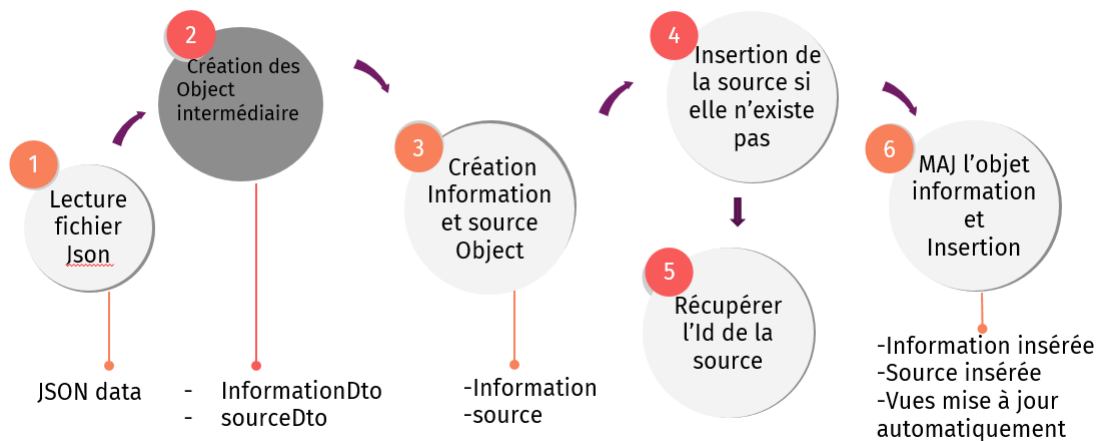 1
Lecture
fichier
Json
JSON data
2
Création des
Object
intermédiaire
- InformationDto
- sourceDto
3
Création
Information
et source
Object
-Information
-source
4
Insertion de
la source si
elle n’existe
pas
5
Récupérer
l’Id de la
source
6
MAJ l’objet
information
et
Insertion
-Information insérée
-Source insérée
-Vues mise à jour
automatiquement